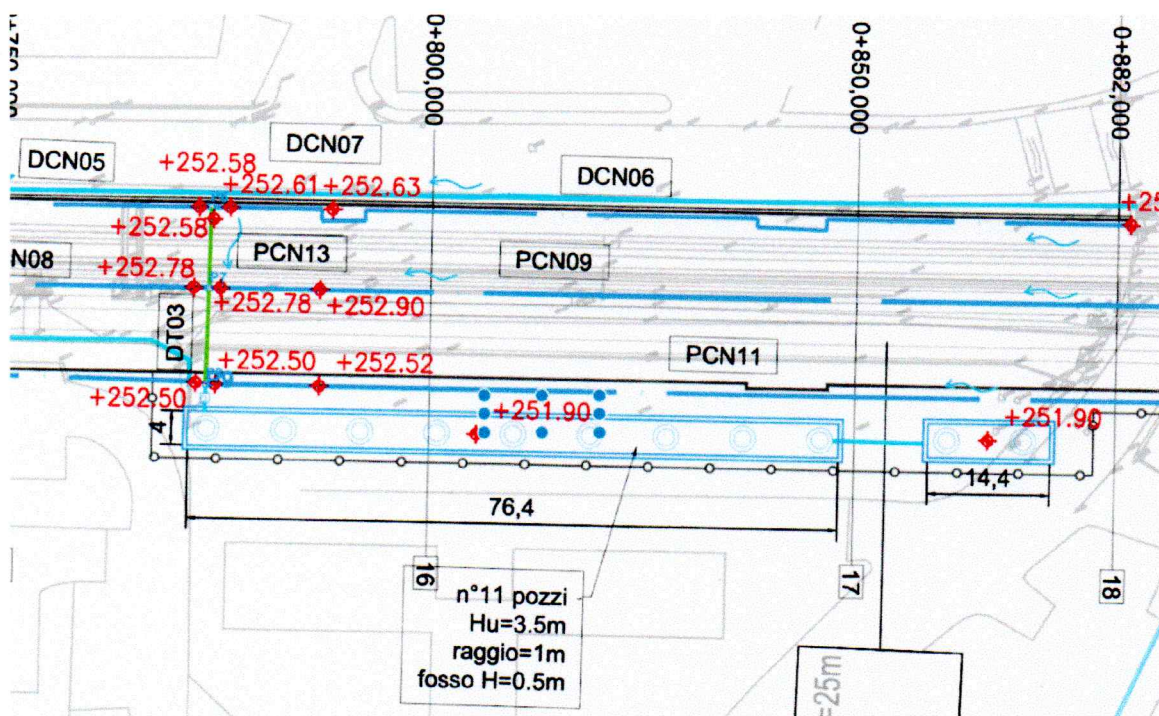 0+800,000
0+850,000
0+882,000
DCN05
DCN07
DCN06
+252.58
+252.61
+252.63
+252.58
N08
PCN13
PCN09
+252.78
+252.78
+252.90
DT03
PCN11
+252.50
+252.52
+252.50
+251.90
+251.90
4
76,4
14,4
16
17
18
n°11 pozzi
Hu=3.5m
raggio=1m
fosso H=0.5m
=25m